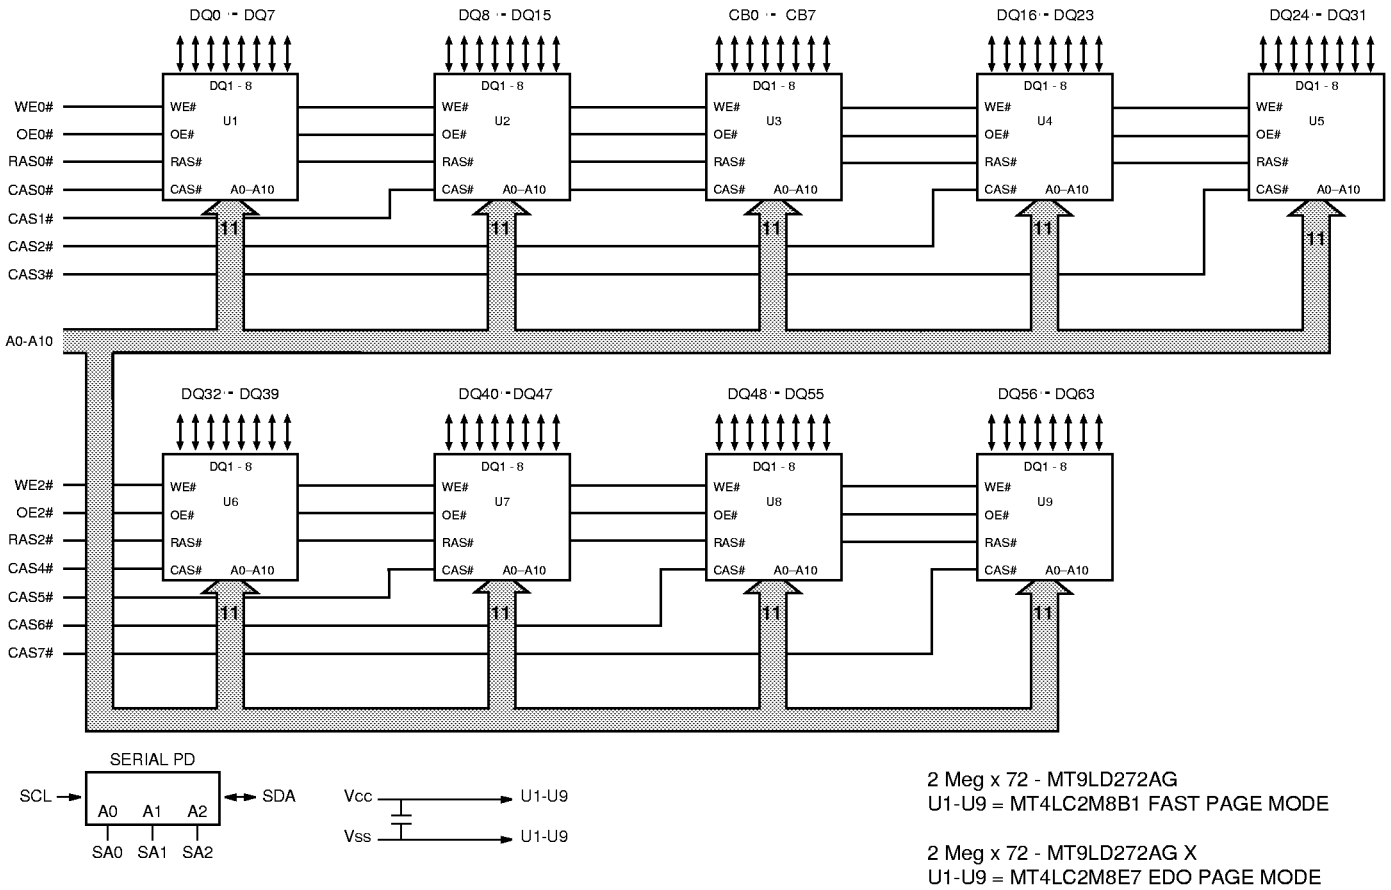 DQ0 - DQ7 DQ8 - DQ15 CB0 - CB7 DQ16 - DQ23 DQ24 - DQ31
DQ1 - 8 DQ1 - 8 DQ1 - 8 DQ1 - 8 DQ1 - 8
WE0# WE# WE# WE# WE# WE#
U1 U2 U3 U4 U5
OE0# OE# OE# OE# OE# OE#
RAS0# RAS# RAS# RAS# RAS# RAS#
CAS0# CAS# A0–A10 CAS# A0–A10 CAS# A0–A10 CAS# A0–A10 CAS# A0–A10
CAS1#
11 11 11 11 11
CAS2#
CAS3#
A0-A10
DQ32 - DQ39 DQ40 - DQ47 DQ48 - DQ55 DQ56 - DQ63
DQ1 - 8 DQ1 - 8 DQ1 - 8 DQ1 - 8
WE2# WE# WE# WE# WE#
U6 U7 U8 U9
OE2# OE# OE# OE# OE#
RAS2# RAS# RAS# RAS# RAS#
CAS4# CAS# A0–A10 CAS# A0–A10 CAS# A0–A10 CAS# A0–A10
CAS5#
11 11 11 11
CAS6#
CAS7#
SERIAL PD
SCL SDA
A0 A1 A2
SA0 SA1 SA2
Vcc U1-U9
Vss U1-U9
2 Meg x 72 - MT9LD272AG
U1-U9 = MT4LC2M8B1 FAST PAGE MODE
2 Meg x 72 - MT9LD272AG X
U1-U9 = MT4LC2M8E7 EDO PAGE MODE